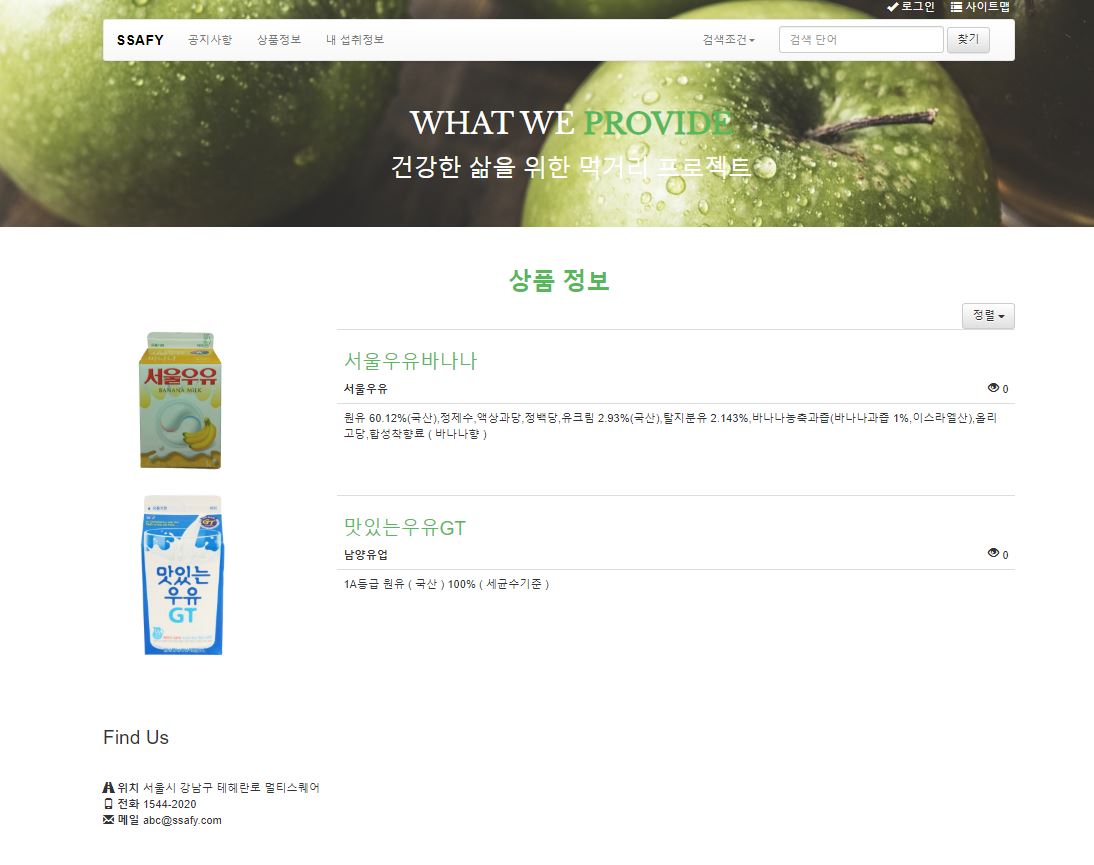 로그인 사이트맵
SSAFY 공지사항 상품정보 내 섭취정보 검색조건 검색 단어 찾기
WHAT WE PROVIDE
건강한 삶을 위한 먹거리 프로젝트
상품 정보
정렬
서울우유
BANANA MILK
서울우유바나나
서울우유 0
원유 60.12%(국산),정제수,액상과당,정백당,유크림 2.93%(국산),탈지분유 2.143%,바나나농축과즙(바나나과즙 1%,이스라엘산),올리
고당,합성착향료 ( 바나나향 )
GT
맛있는
우유
GT
맛있는우유GT
남양유업 0
1A등급 원유 ( 국산 ) 100% ( 세균수기준 )
Find Us
위치 서울시 강남구 테헤란로 멀티스퀘어
전화 1544-2020
메일 abc@ssafy.com